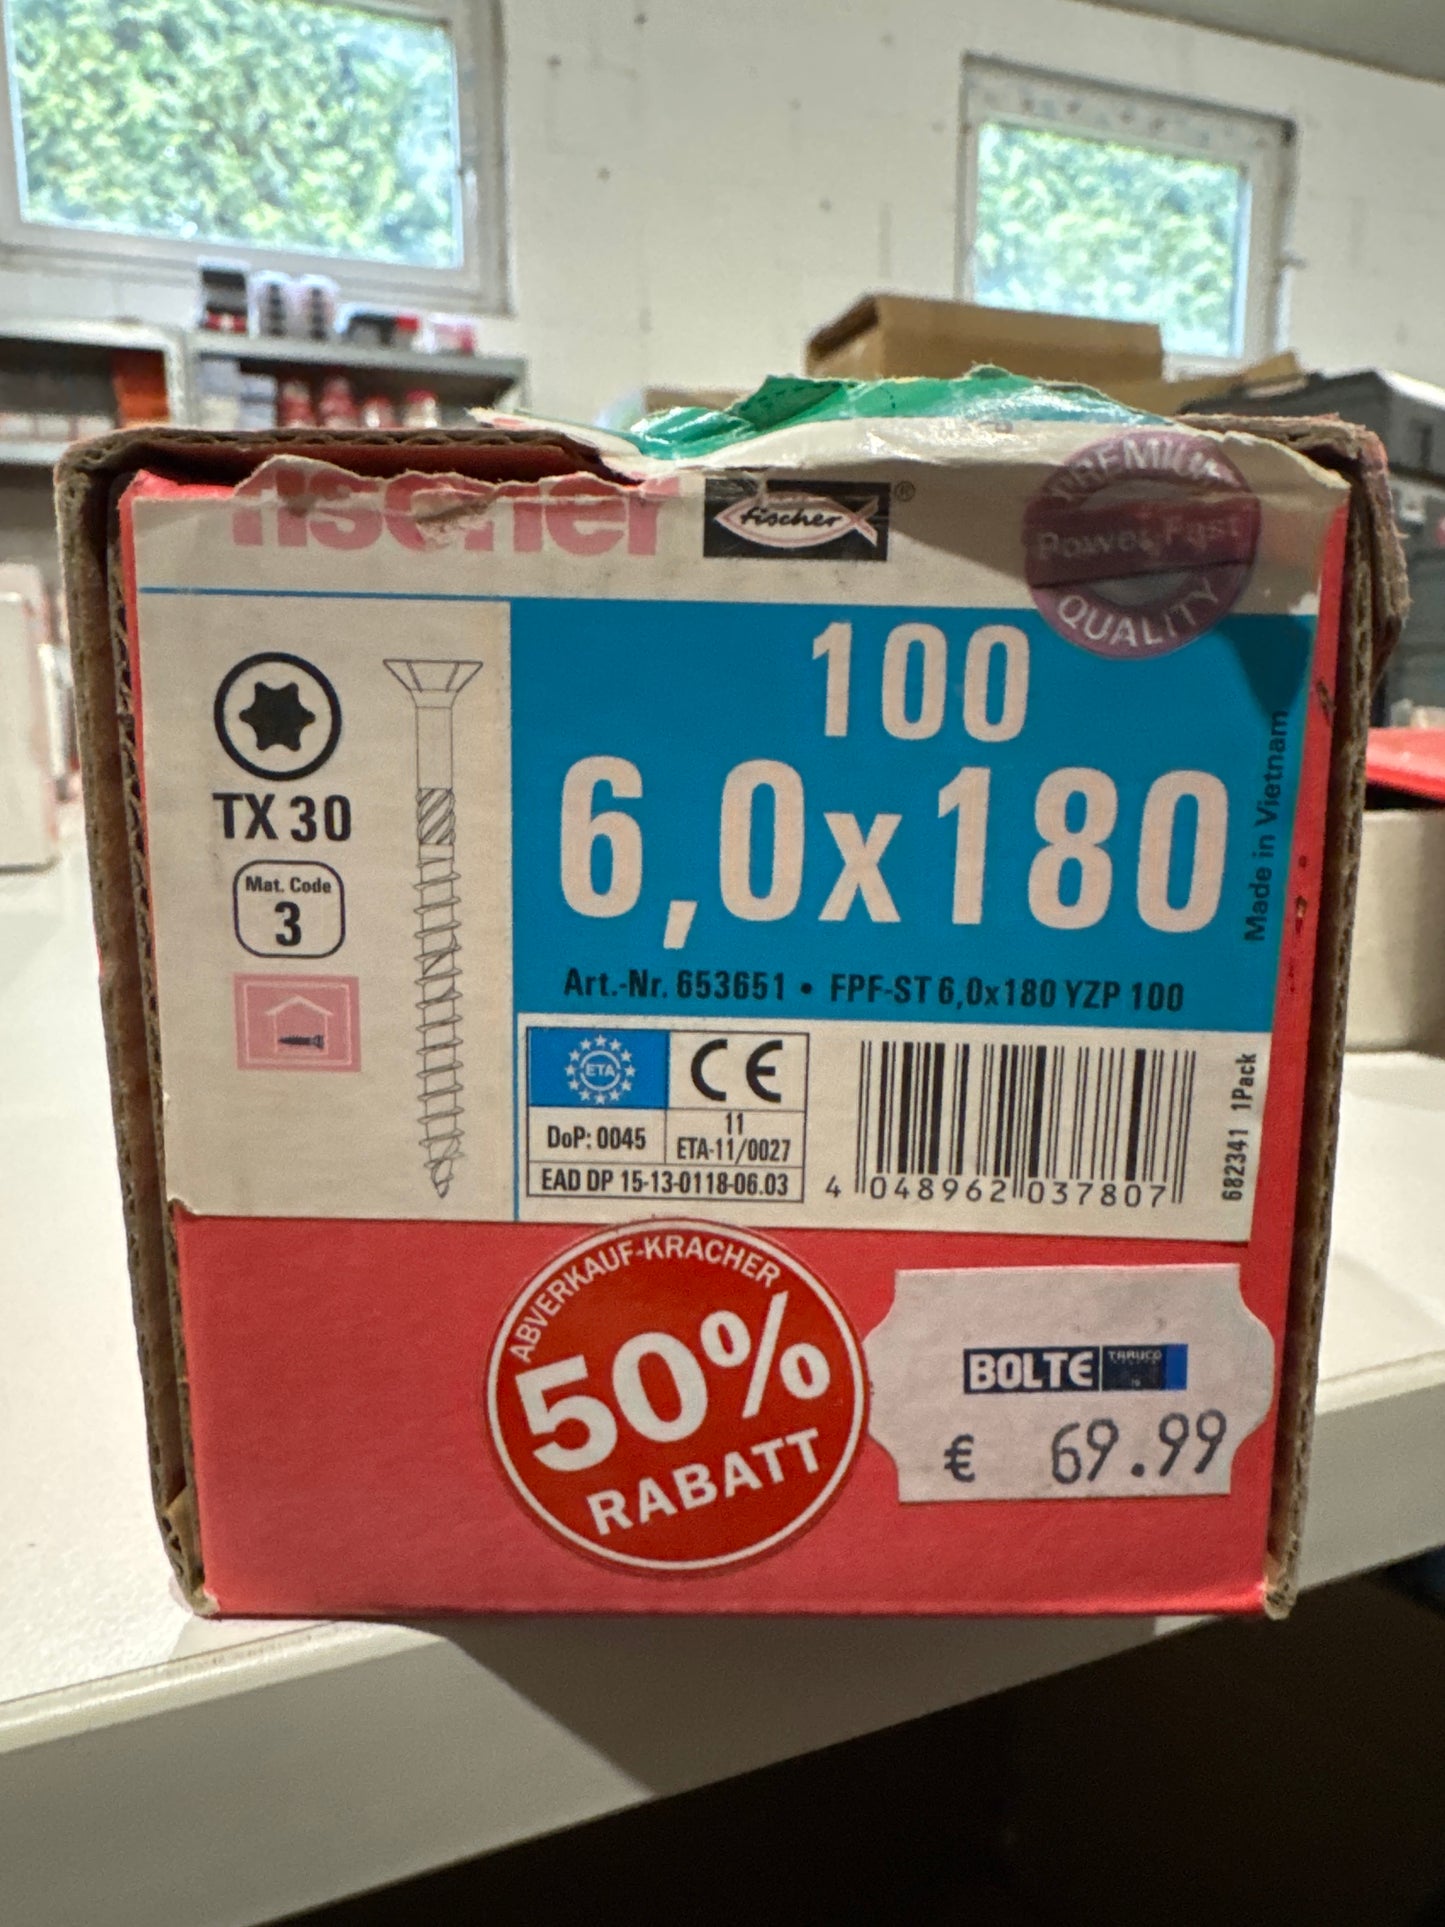 fischer
fischer ®
PREMIUM
Power-Fast
QUALITY
TX 30
Mat. Code
3
100
6,0x180
Made in Vietnam
Art.-Nr. 653651 • FPF-ST 6,0x180 YZP 100
ETA
CE
DoP: 0045
11
ETA-11/0027
EAD DP 15-13-0118-06.03
4 048962 037807
682341 1Pack
ABVERKAUF-KRACHER
50%
RABATT
BOLTE
€ 69.99